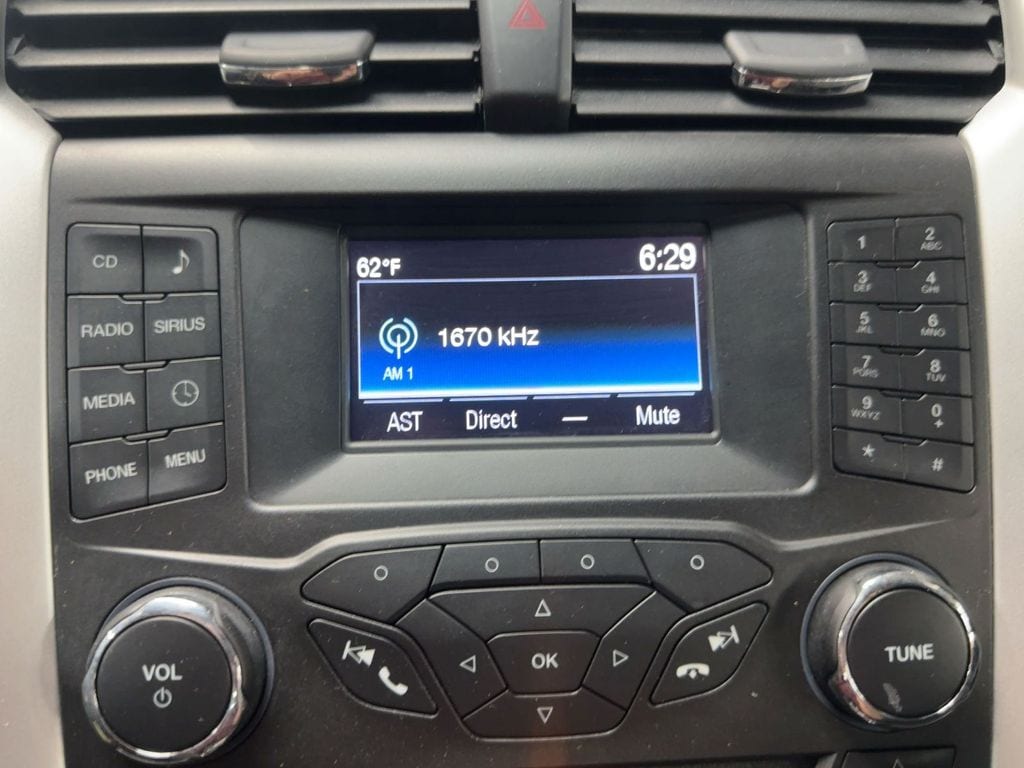 62°F 6:29
1670 kHz
AM 1
AST Direct — Mute
CD
RADIO SIRIUS
MEDIA
PHONE MENU
1 2 ABC
3 DEF 4 GHI
5 JKL 6 MNO
7 PQRS 8 TUV
9 WXYZ 0 +
* #
VOL
OK
TUNE